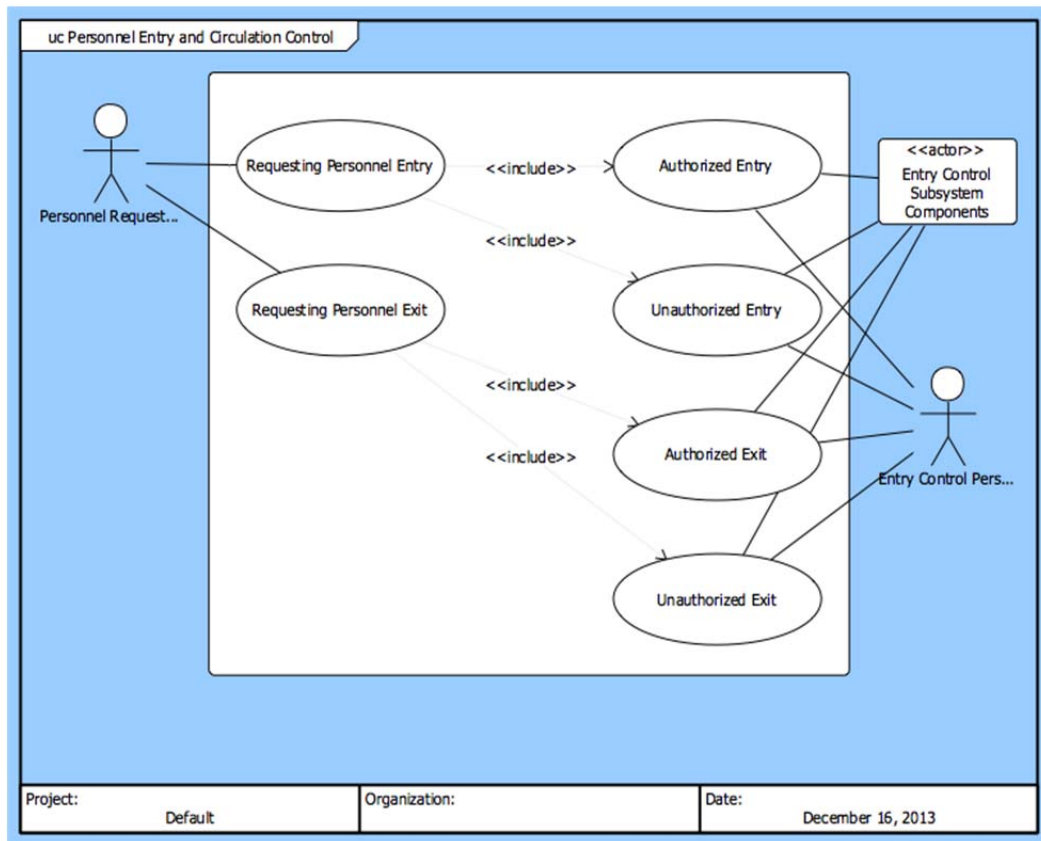 uc Personnel Entry and Circulation Control
Personnel Request...
Requesting Personnel Entry
<<include>>
Authorized Entry
<<actor>>
Entry Control
Subsystem
Components
<<include>>
Requesting Personnel Exit
Unauthorized Entry
<<include>>
Authorized Exit
<<include>>
Entry Control Pers...
Unauthorized Exit
Project:
Default
Organization:
Date:
December 16, 2013